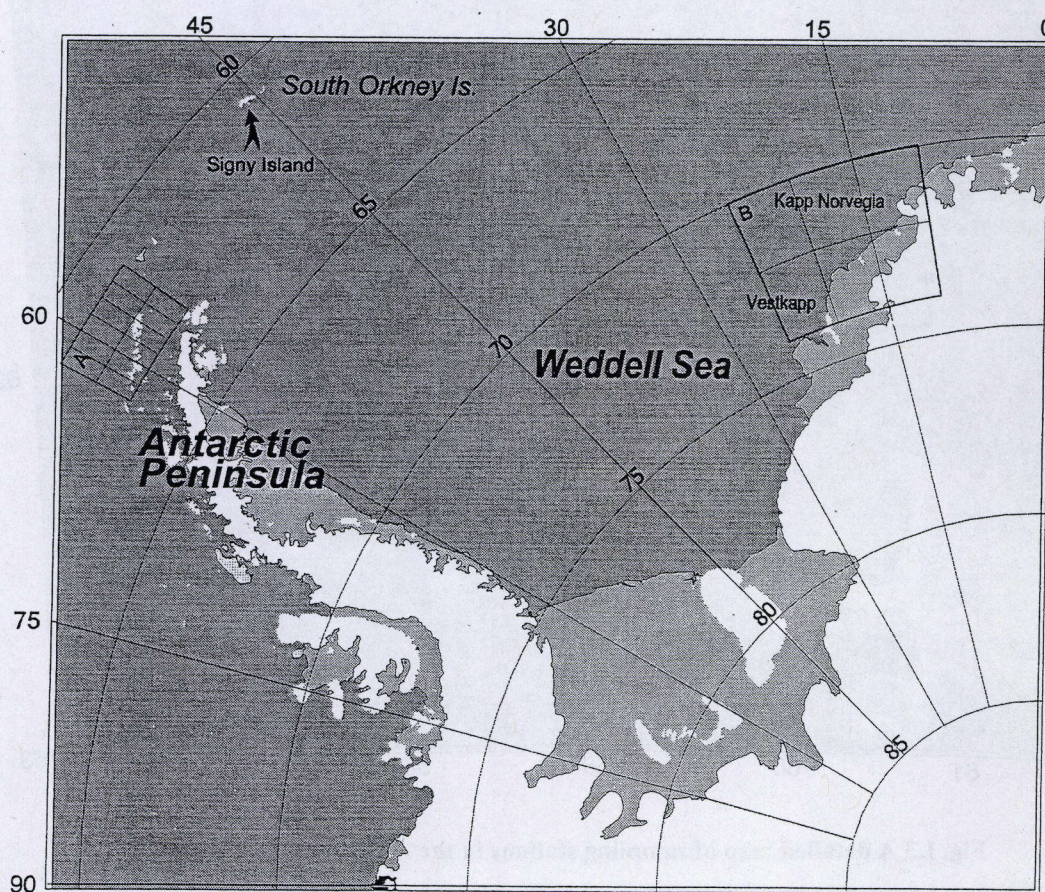 45
30
15
0
60
South Orkney Is.
Signy Island
65
B
Kapp Norvegia
60
A
Vestkapp
70
Weddell Sea
Antarctic
Peninsula
75
75
80
85
90